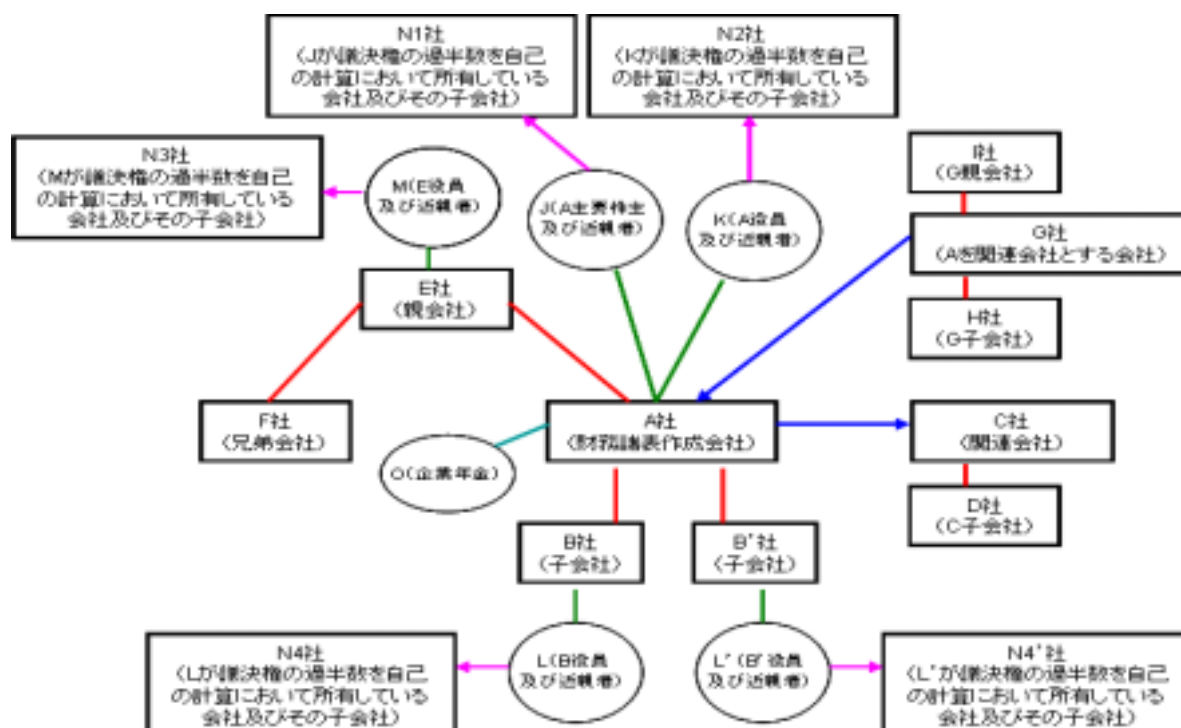 N1社
(Jが議決権の過半数を自己
の計算において所有している
会社及びその子会社)
N2社
(Kが議決権の過半数を自己
の計算において所有している
会社及びその子会社)
N3社
(Mが議決権の過半数を自己
の計算において所有している
会社及びその子会社)
M(E役員
及び近親者)
J(A主要株主
及び近親者)
K(A役員
及び近親者)
I社
(G親会社)
G社
(Aを関連会社とする会社)
H社
(G子会社)
E社
(親会社)
F社
(兄弟会社)
A社
(財務諸表作成会社)
C社
(関連会社)
O(企業年金)
D社
(C子会社)
B社
(子会社)
B'社
(子会社)
N4社
(Lが議決権の過半数を自己
の計算において所有している
会社及びその子会社)
L(B役員
及び近親者)
L'(B'役員
及び近親者)
N4'社
(L'が議決権の過半数を自己
の計算において所有している
会社及びその子会社)